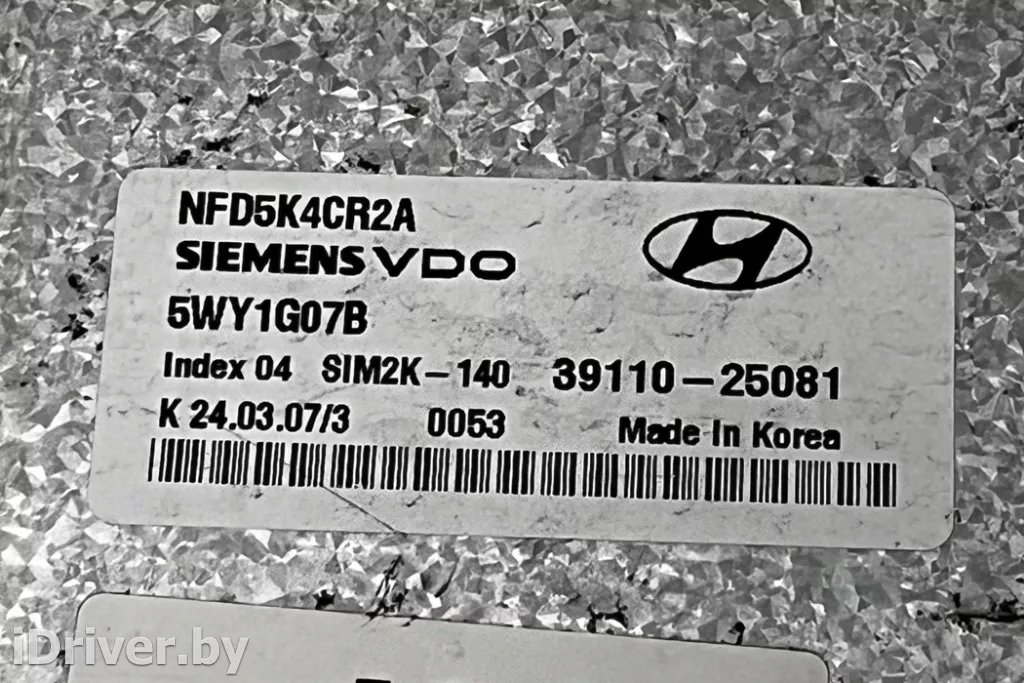 NFD5K4CR2A
SIEMENS VDO
5WY1G07B
Index 04 SIM2K-140 39110-25081
K 24.03.07/3 0053 Made In Korea
iDriver.by